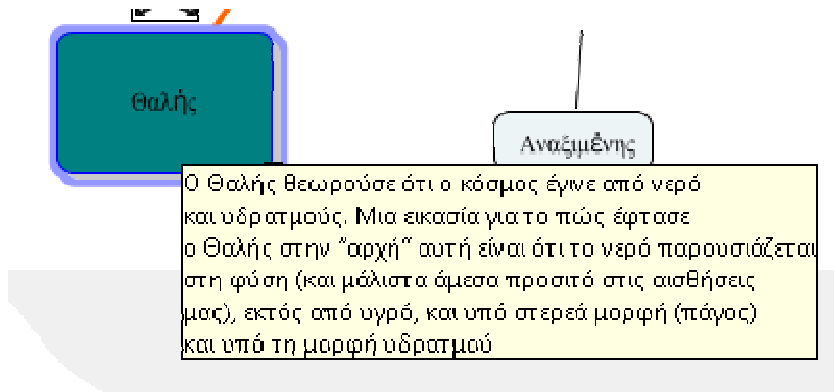 Θαλής
Αναξιμένης
Ο Θαλής θεωρούσε ότι ο κόσμος έγινε από νερό
και υδρατμούς. Μια εικασία για το πώς έφτασε
ο Θαλής στην "αρχή" αυτή είναι ότι το νερό παρουσιάζεται
στη φύση (και μάλιστα άμεσα προσιτό στις αισθήσεις
μας), εκτός από υγρό, και υπό στερεά μορφή (πάγος)
και υπό τη μορφή υδρατμού